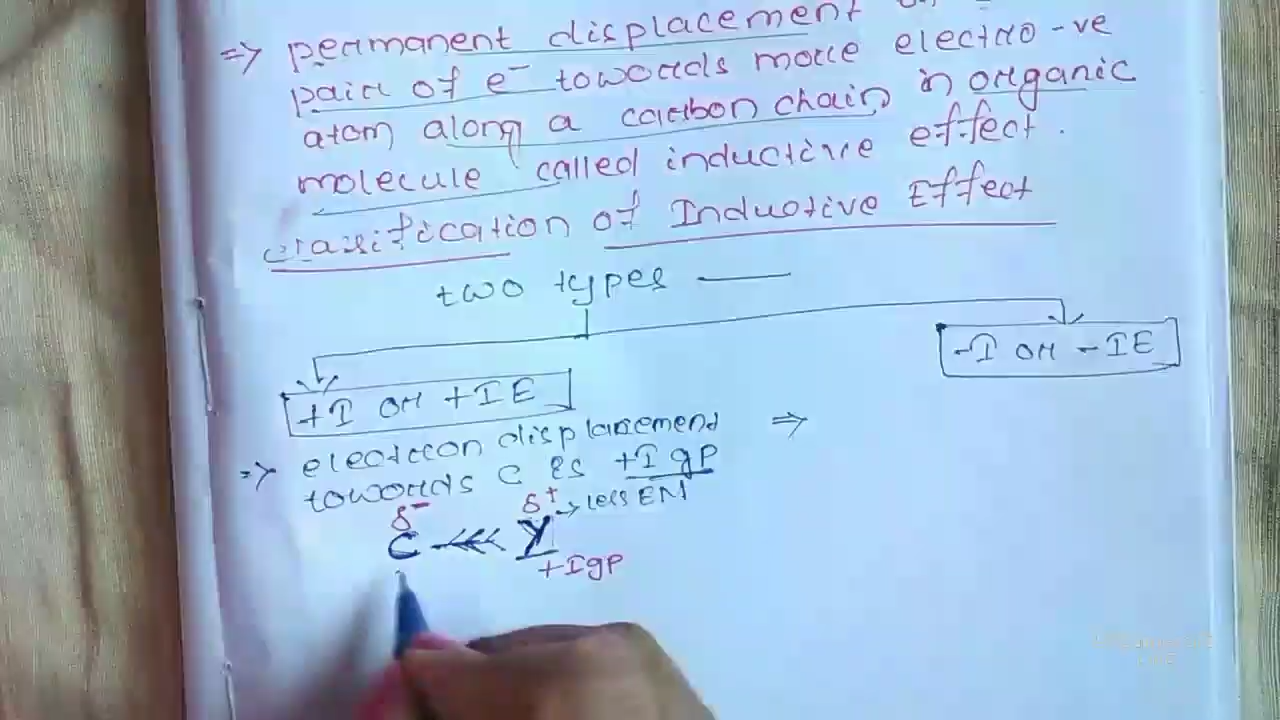 => permanent displacement
pair of e⁻ towards more electro -ve
atom along a carbon chain in organic
molecule called inductive effect.
classification of Inductive Effect
two types ——
+I or +IE
-I or -IE
=> electron displacement
=>
towards C is +I gp
δ⁻ δ⁺ → less EN
C Y
+Igp